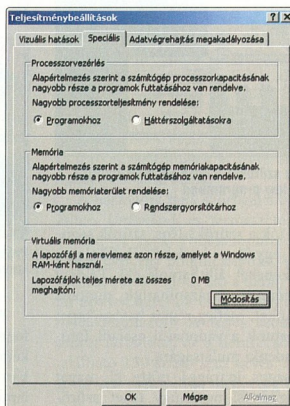 Teljesítménybeállítások
Vizuális hatások
Speciális
Adatvégrehajtás megakadályozása
Processzorvezérlés
Alapértelmezés szerint a számítógép processzorkapacitásának
nagyobb része a programok futtatásához van rendelve.
Nagyobb processzorteljesítmény rendelése:
Programokhoz
Háttérszolgáltatásokra
Memória
Alapértelmezés szerint a számítógép memóriakapacitásának
nagyobb része a programok futtatásához van rendelve.
Nagyobb memóriaterület rendelése:
Programokhoz
Rendszergyorsítótárhoz
Virtuális memória
A lapozófájl a merevlemez azon része, amelyet a Windows
RAM-ként használ.
Lapozófájlok teljes mérete az összes
meghajtón:
0 MB
Módosítás
OK
Mégse
Alkalmaz